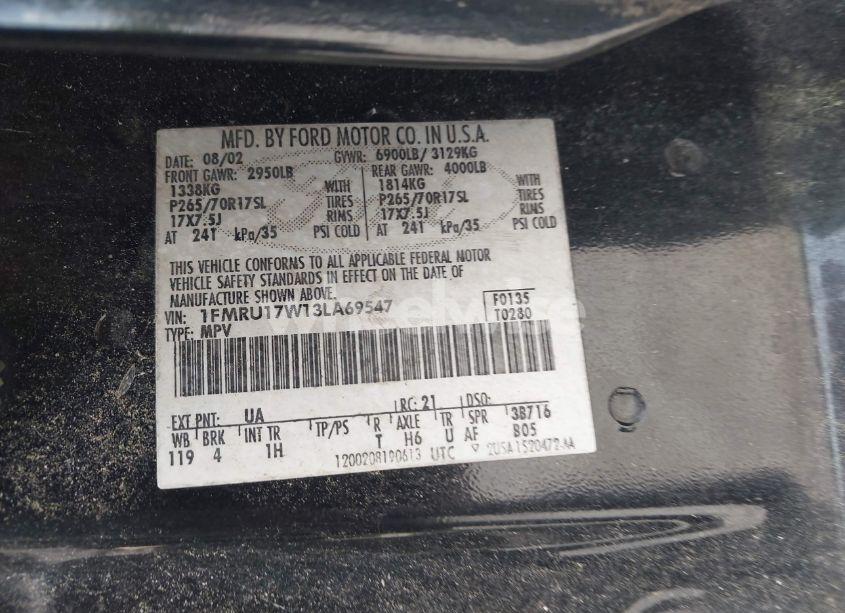 MFD. BY FORD MOTOR CO. IN U.S.A.
DATE: 08/02 GVWR: 6900LB/ 3129KG
FRONT GAWR: 2950LB REAR GAWR: 4000LB
1338KG WITH 1814KG WITH
P265/70R17SL TIRES P265/70R17SL TIRES
17X7.5J RIMS 17X7.5J RIMS
AT 241 kPa/35 PSI COLD AT 241 kPa/35 PSI COLD
THIS VEHICLE CONFORMS TO ALL APPLICABLE FEDERAL MOTOR
VEHICLE SAFETY STANDARDS IN EFFECT ON THE DATE OF
MANUFACTURE SHOWN ABOVE.
VIN: 1FMRU17W13LA69547 F0135
TYPE: MPV T0280
EXT PNT: UA RC: 21 DSO:
WB BRK INT TR TP/PS R AXLE TR SPR 3B716
119 4 1H T H6 U AF B05
1200208190613 UTC 2USA1520472AA